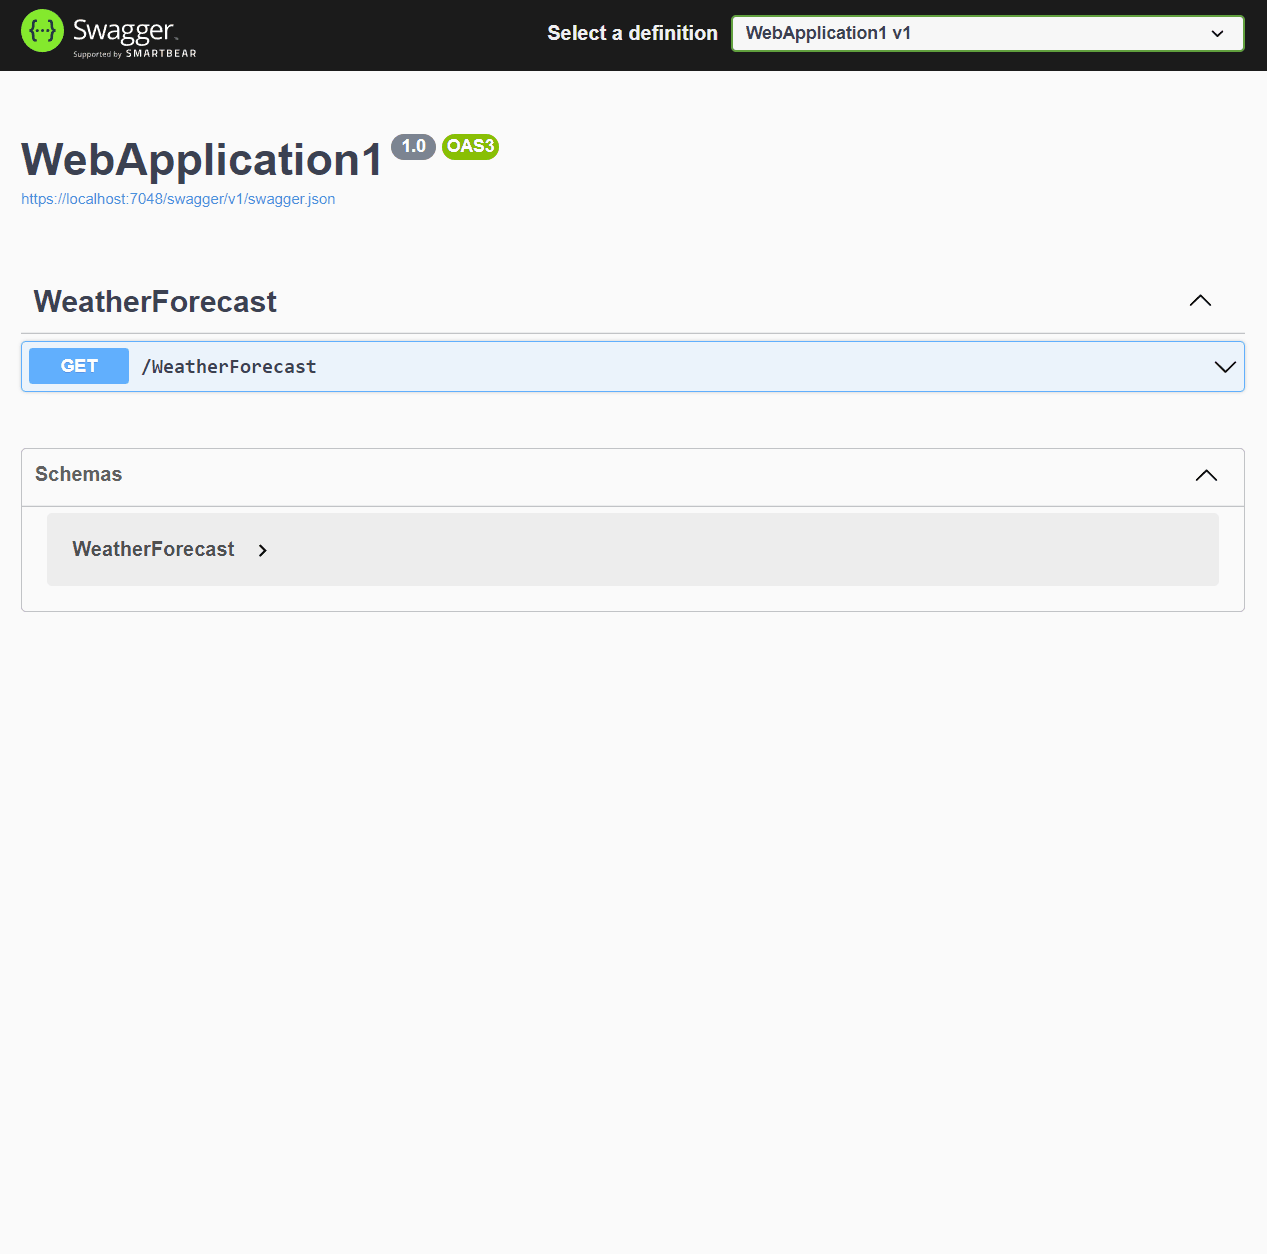 Swagger
Supported by SMARTBEAR
Select a definition
WebApplication1 v1
WebApplication1 1.0 OAS3
https://localhost:7048/swagger/v1/swagger.json
WeatherForecast
GET /WeatherForecast
Schemas
WeatherForecast